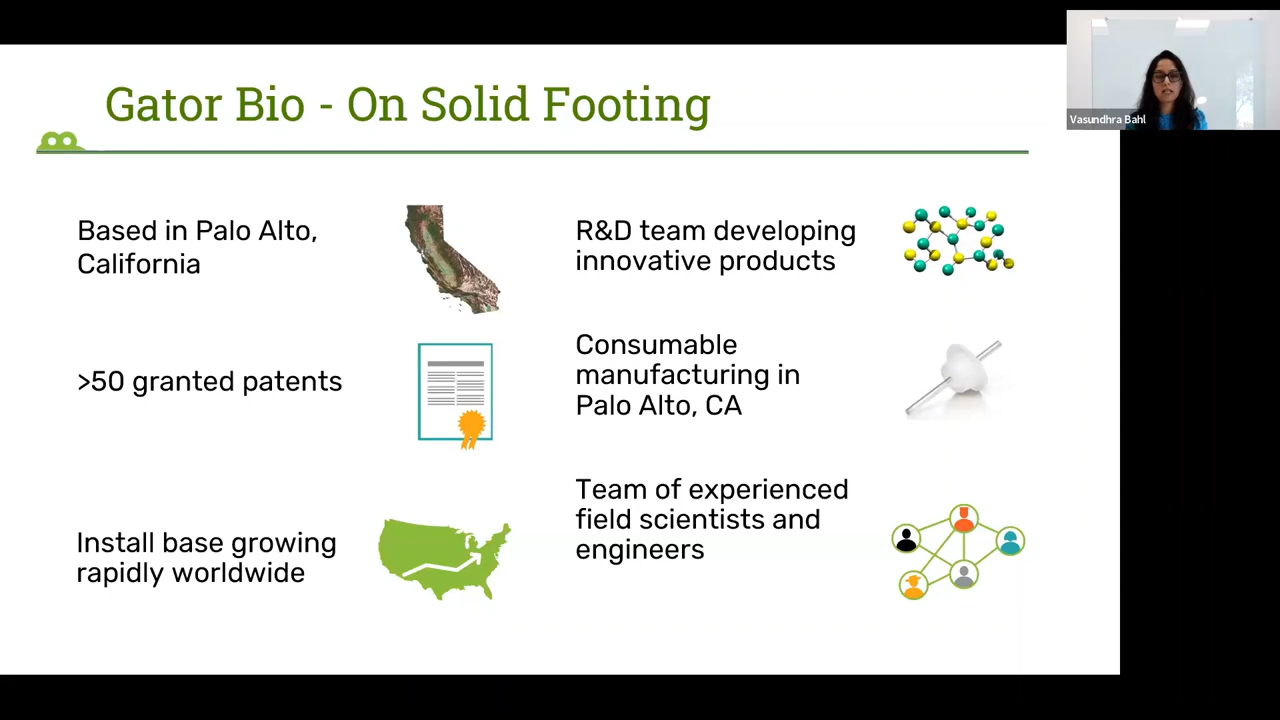 Gator Bio - On Solid Footing
Vasundhra Bahl
Based in Palo Alto,
California
>50 granted patents
Install base growing
rapidly worldwide
R&D team developing
innovative products
Consumable
manufacturing in
Palo Alto, CA
Team of experienced
field scientists and
engineers